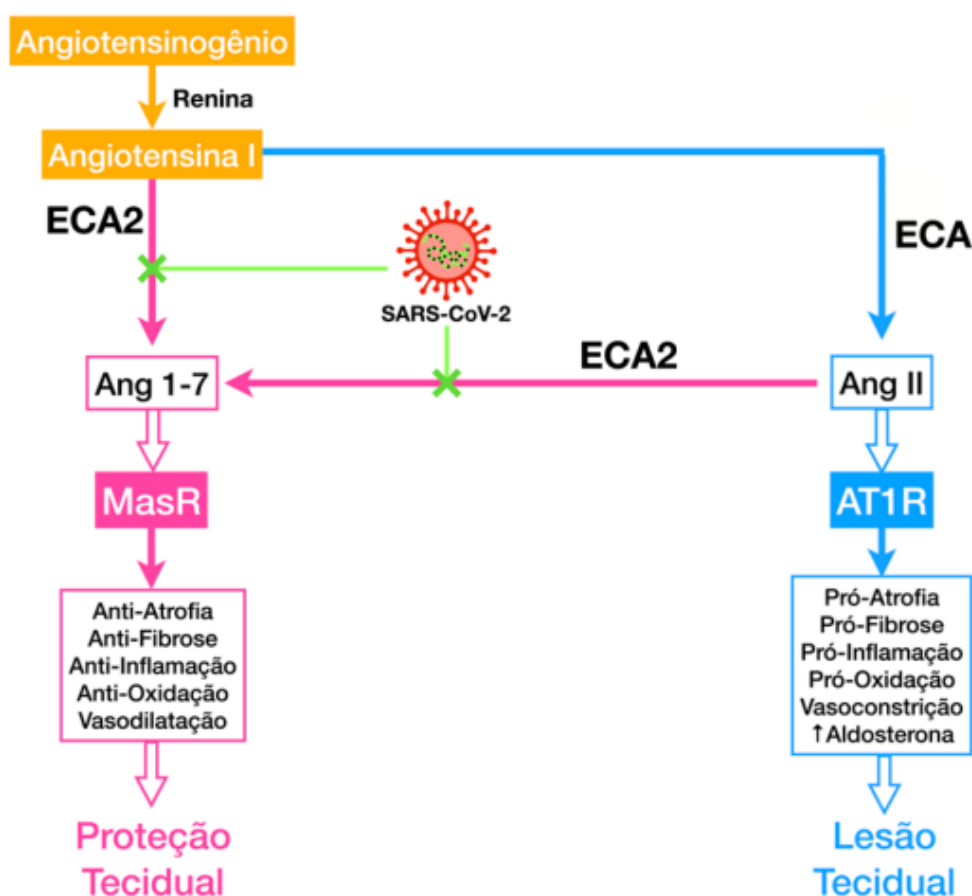 Angiotensinogênio
Renina
Angiotensina I
ECA2
ECA
SARS-CoV-2
ECA2
Ang 1-7
Ang II
MasR
AT1R
Anti-Atrofia
Anti-Fibrose
Anti-Inflamação
Anti-Oxidação
Vasodilatação
Pró-Atrofia
Pró-Fibrose
Pró-Inflamação
Pró-Oxidação
Vasoconstrição
↑Aldosterona
Proteção
Tecidual
Lesão
Tecidual